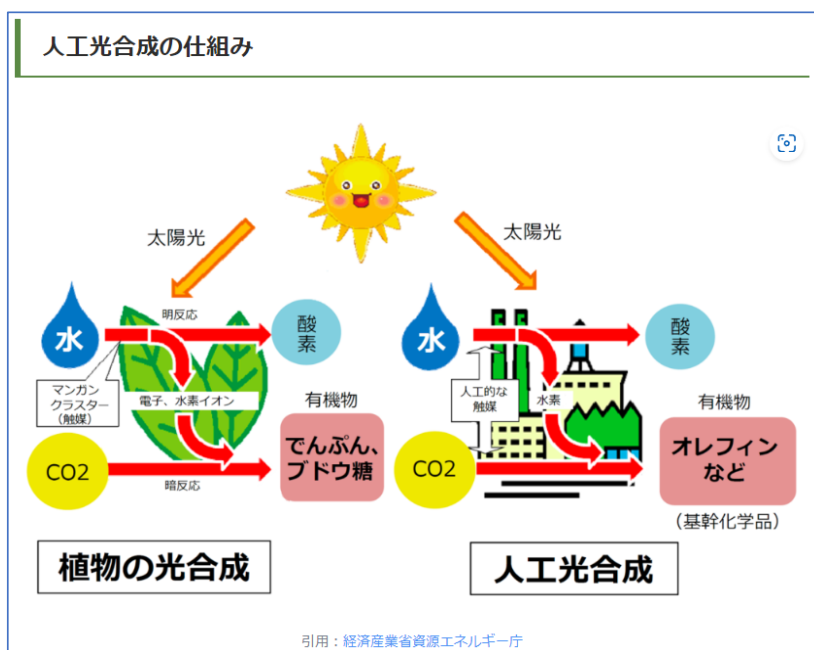 人工光合成の仕組み
太陽光
太陽光
水
明反応
酸素
マンガン
クラスター
(触媒)
電子、水素イオン
有機物
でんぷん、
ブドウ糖
CO2
暗反応
植物の光合成
水
酸素
人工的な
触媒
水素
有機物
オレフィン
など
CO2
(基幹化学品)
人工光合成
引用:経済産業省資源エネルギー庁